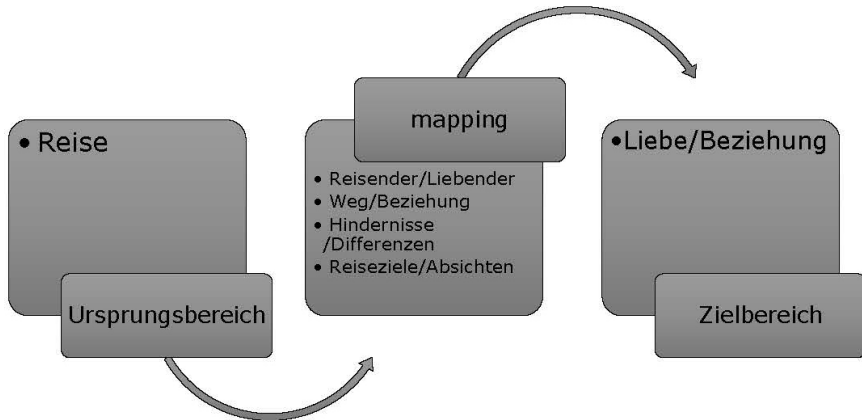 • Reise
Ursprungsbereich
mapping
• Reisender/Liebender
• Weg/Beziehung
• Hindernisse
/Differenzen
• Reiseziele/Absichten
•Liebe/Beziehung
Zielbereich